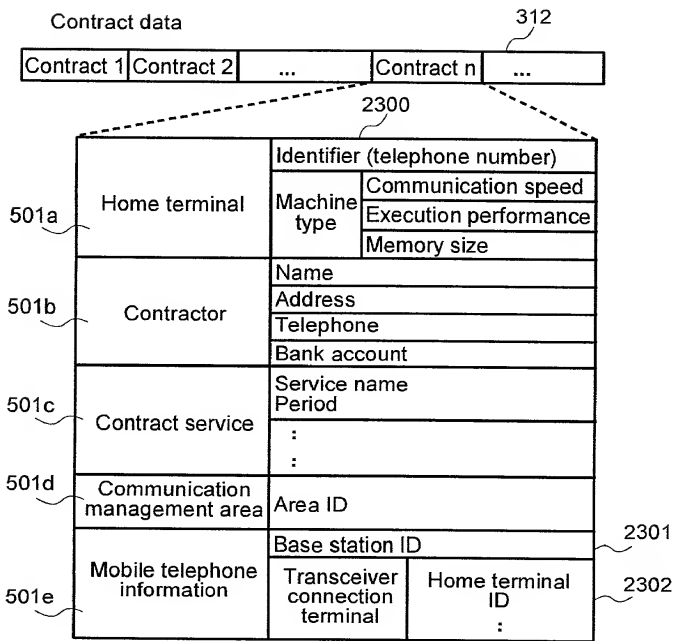 Contract data
312
Contract 1 Contract 2 ... Contract n ...
2300
Identifier (telephone number)
Home terminal
Machine type
Communication speed
Execution performance
Memory size
501a
Name
Address
501b
Contractor
Telephone
Bank account
Service name
Period
501c
Contract service
:
:
501d
Communication
management area
Area ID
Base station ID
2301
Mobile telephone
information
Transceiver
connection
terminal
Home terminal
ID
:
2302
501e